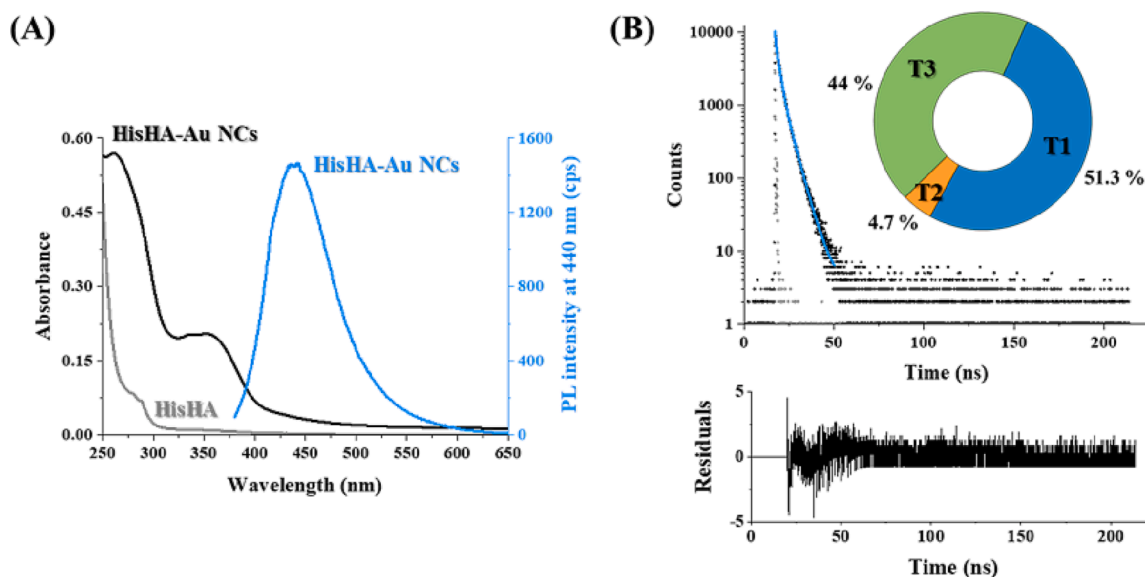 (A)
HisHA-Au NCs
HisHA-Au NCs
HisHA
Absorbance
0.60
0.45
0.30
0.15
0.00
PL intensity at 440 nm (cps)
1600
1200
800
400
0
250 300 350 400 450 500 550 600 650
Wavelength (nm)
(B)
Counts
10000
1000
100
10
1
T3
44 %
T1
51.3 %
T2
4.7 %
0 50 100 150 200
Time (ns)
Residuals
5
0
-5
0 50 100 150 200
Time (ns)